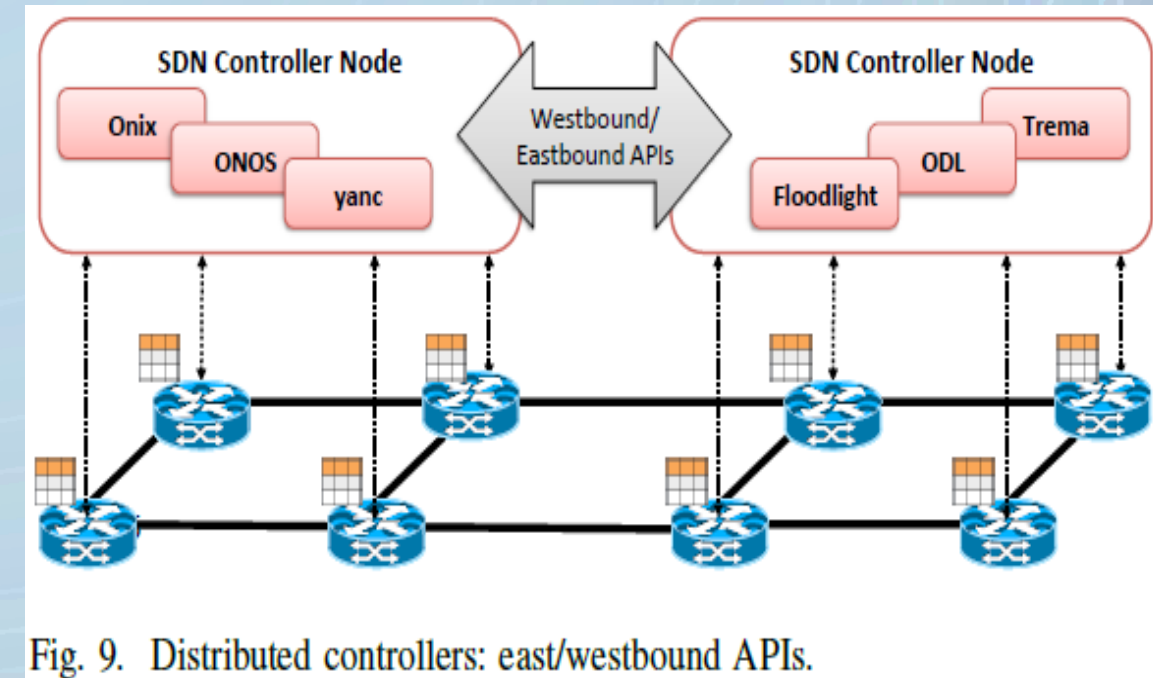 SDN Controller Node
Onix
ONOS
yanc
Westbound/
Eastbound APIs
SDN Controller Node
Trema
ODL
Floodlight
Fig. 9. Distributed controllers: east/westbound APIs.